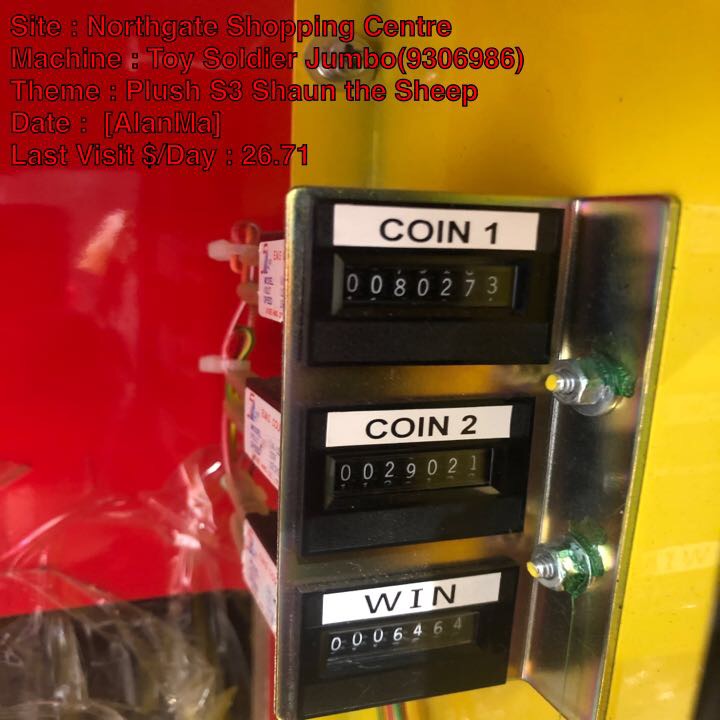 Site : Northgate Shopping Centre
Machine : Toy Soldier Jumbo(9306986)
Theme : Plush S3 Shaun the Sheep
Date :  [AlanMa]
Last Visit $/Day : 26.71
COIN 1
0080273
COIN 2
0029021
WIN
0006464